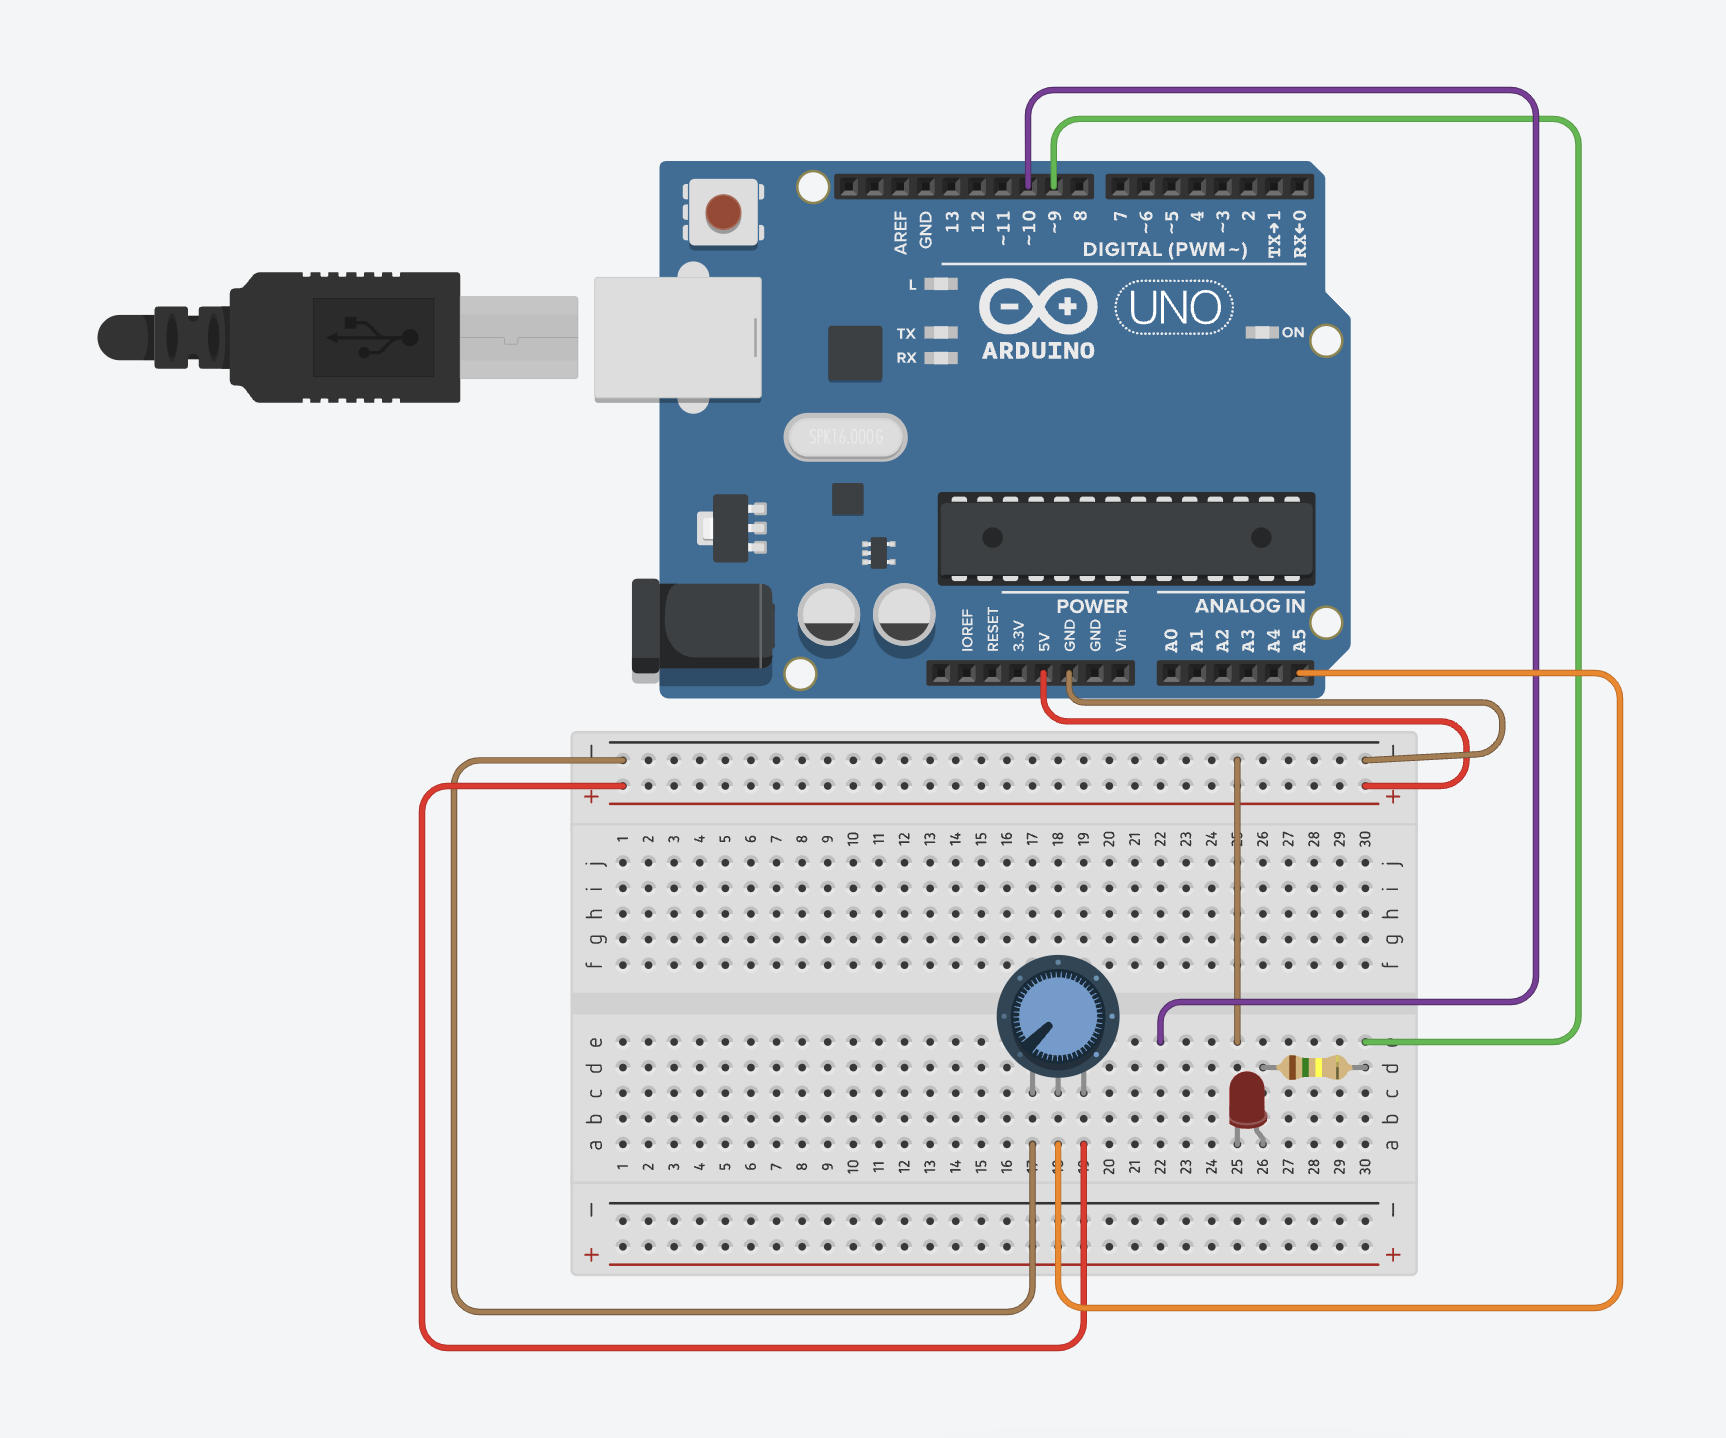 AREF GND 13 12 ~11 ~10 ~9 8 7 ~6 ~5 4 ~3 2 TX→1 RX←0
DIGITAL (PWM ~)
L
TX
RX
UNO
ON
ARDUINO
SPK16.000G
POWER
ANALOG IN
IOREF RESET 3.3V 5V GND GND Vin A0 A1 A2 A3 A4 A5
− −
+ +
1 2 3 4 5 6 7 8 9 10 11 12 13 14 15 16 17 18 19 20 21 22 23 24 25 26 27 28 29 30
j j
i i
h h
g g
f f
e e
d d
c c
b b
a a
1 2 3 4 5 6 7 8 9 10 11 12 13 14 15 16 17 18 19 20 21 22 23 24 25 26 27 28 29 30
− −
+ +